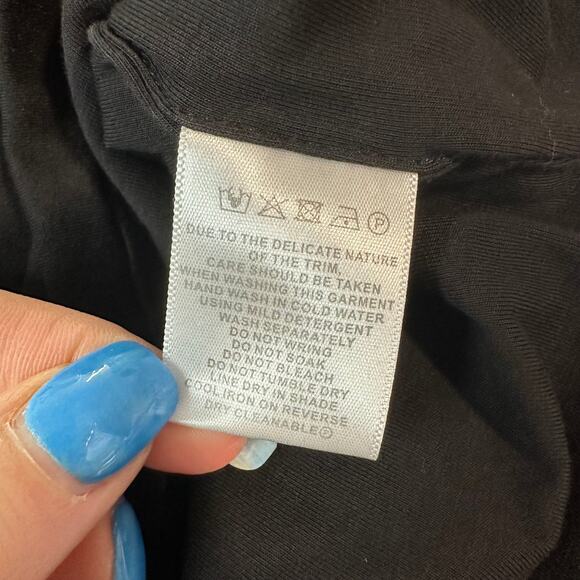 DUE TO THE DELICATE NATURE
OF THE TRIM,
CARE SHOULD BE TAKEN
WHEN WASHING THIS GARMENT
HAND WASH IN COLD WATER
USING MILD DETERGENT
WASH SEPARATELY
DO NOT WRING
DO NOT SOAK
DO NOT BLEACH
DO NOT TUMBLE DRY
LINE DRY IN SHADE
COOL IRON ON REVERSE
DRY CLEANABLE Ⓟ